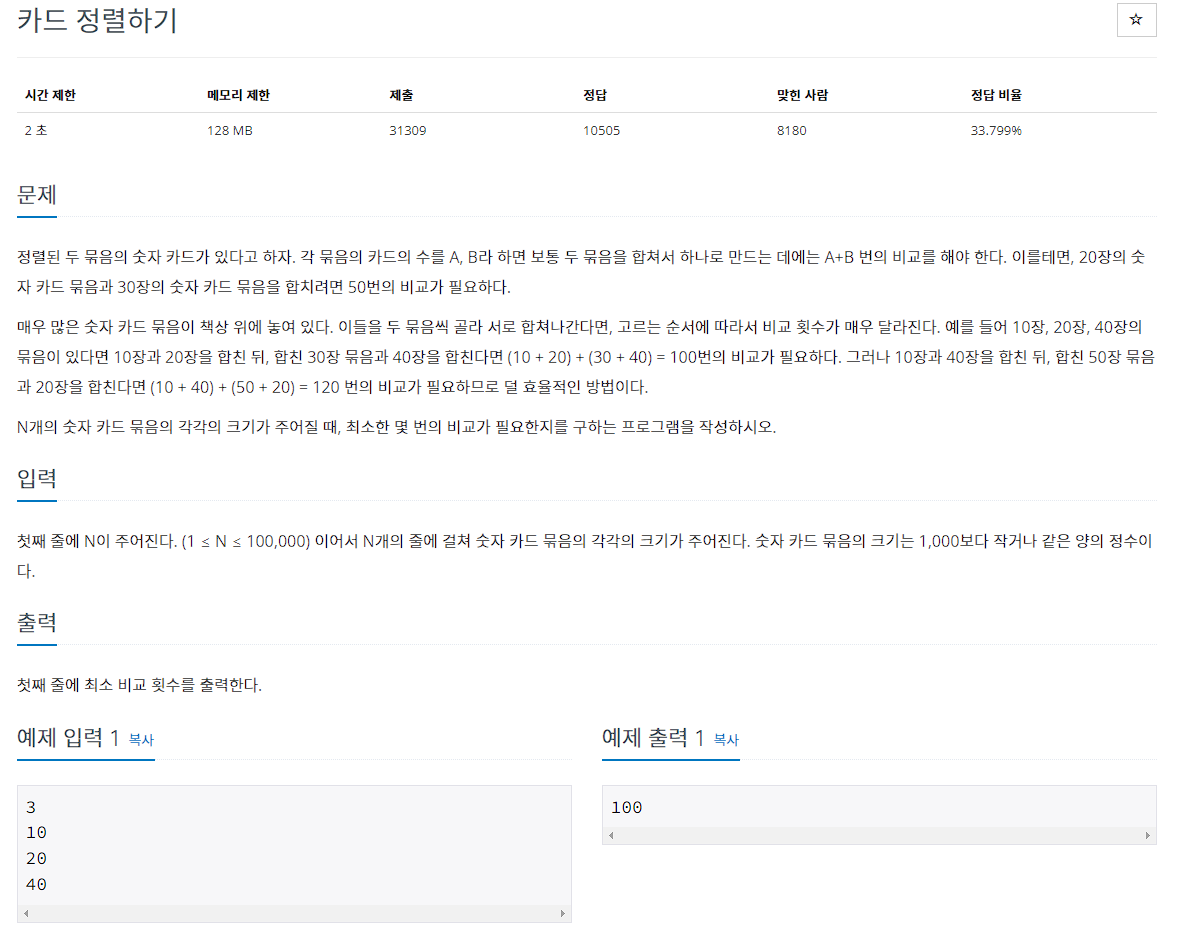 카드 정렬하기
☆
시간 제한 메모리 제한 제출 정답 맞힌 사람 정답 비율
2 초 128 MB 31309 10505 8180 33.799%
문제
정렬된 두 묶음의 숫자 카드가 있다고 하자. 각 묶음의 카드의 수를 A, B라 하면 보통 두 묶음을 합쳐서 하나로 만드는 데에는 A+B 번의 비교를 해야 한다. 이를테면, 20장의 숫
자 카드 묶음과 30장의 숫자 카드 묶음을 합치려면 50번의 비교가 필요하다.
매우 많은 숫자 카드 묶음이 책상 위에 놓여 있다. 이들을 두 묶음씩 골라 서로 합쳐나간다면, 고르는 순서에 따라서 비교 횟수가 매우 달라진다. 예를 들어 10장, 20장, 40장의
묶음이 있다면 10장과 20장을 합친 뒤, 합친 30장 묶음과 40장을 합친다면 (10 + 20) + (30 + 40) = 100번의 비교가 필요하다. 그러나 10장과 40장을 합친 뒤, 합친 50장 묶음
과 20장을 합친다면 (10 + 40) + (50 + 20) = 120 번의 비교가 필요하므로 덜 효율적인 방법이다.
N개의 숫자 카드 묶음의 각각의 크기가 주어질 때, 최소한 몇 번의 비교가 필요한지를 구하는 프로그램을 작성하시오.
입력
첫째 줄에 N이 주어진다. (1 ≤ N ≤ 100,000) 이어서 N개의 줄에 걸쳐 숫자 카드 묶음의 각각의 크기가 주어진다. 숫자 카드 묶음의 크기는 1,000보다 작거나 같은 양의 정수이
다.
출력
첫째 줄에 최소 비교 횟수를 출력한다.
예제 입력 1 복사
3
10
20
40
예제 출력 1 복사
100